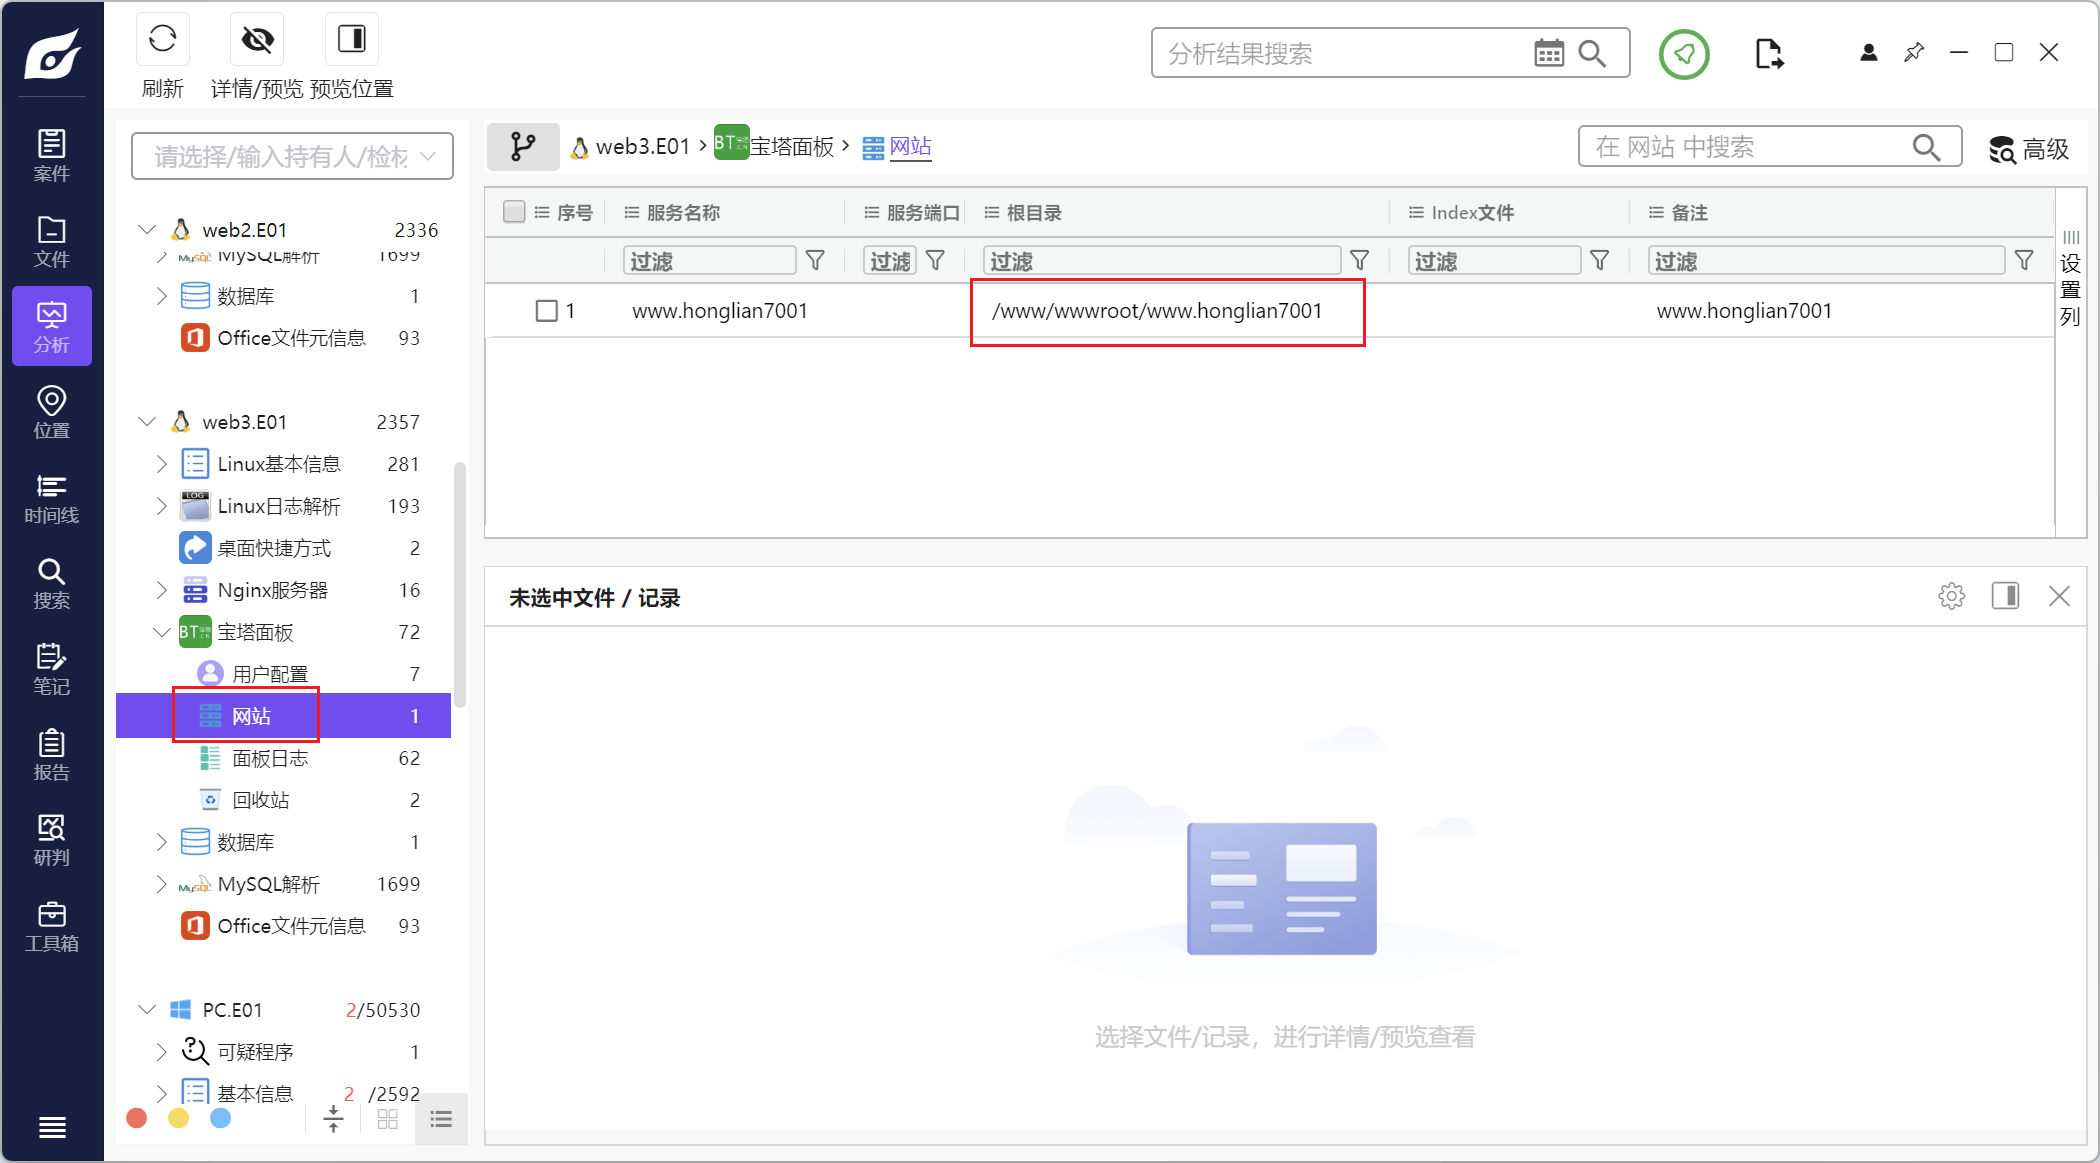 刷新
详情/预览
预览位置
分析结果搜索
案件
文件
分析
位置
时间线
搜索
笔记
报告
研判
工具箱
请选择/输入持有人/检材
web2.E01 2336
MySQL解析 1699
数据库 1
Office文件元信息 93
web3.E01 2357
Linux基本信息 281
LOG
Linux日志解析 193
桌面快捷方式 2
Nginx服务器 16
BT
宝塔面板 72
用户配置 7
网站 1
面板日志 62
回收站 2
数据库 1
MySQL
MySQL解析 1699
Office文件元信息 93
PC.E01 2/50530
可疑程序 1
基本信息 2 /2592
web3.E01 › BT 宝塔面板 › 网站
在 网站 中搜索
高级
序号 服务名称 服务端口 根目录 Index文件 备注
过滤 过滤 过滤 过滤 过滤
1 www.honglian7001 /www/wwwroot/www.honglian7001 www.honglian7001
设置列
未选中文件 / 记录
选择文件/记录，进行详情/预览查看